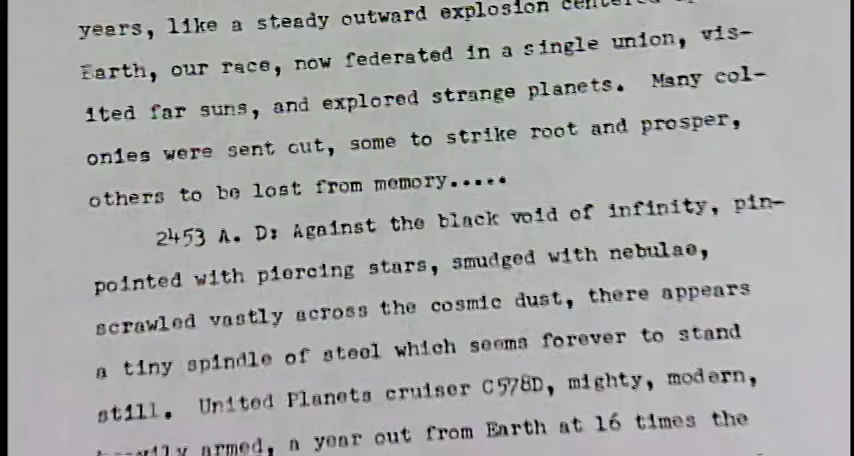 years, like a steady outward explosion centered
Earth, our race, now federated in a single union, vis-
ited far suns, and explored strange planets. Many col-
onies were sent out, some to strike root and prosper,
others to be lost from memory.....
2453 A. D: Against the black void of infinity, pin-
pointed with piercing stars, smudged with nebulae,
scrawled vastly across the cosmic dust, there appears
a tiny spindle of steel which seems forever to stand
still. United Planets cruiser C578D, mighty, modern,
heavily armed, a year out from Earth at 16 times the